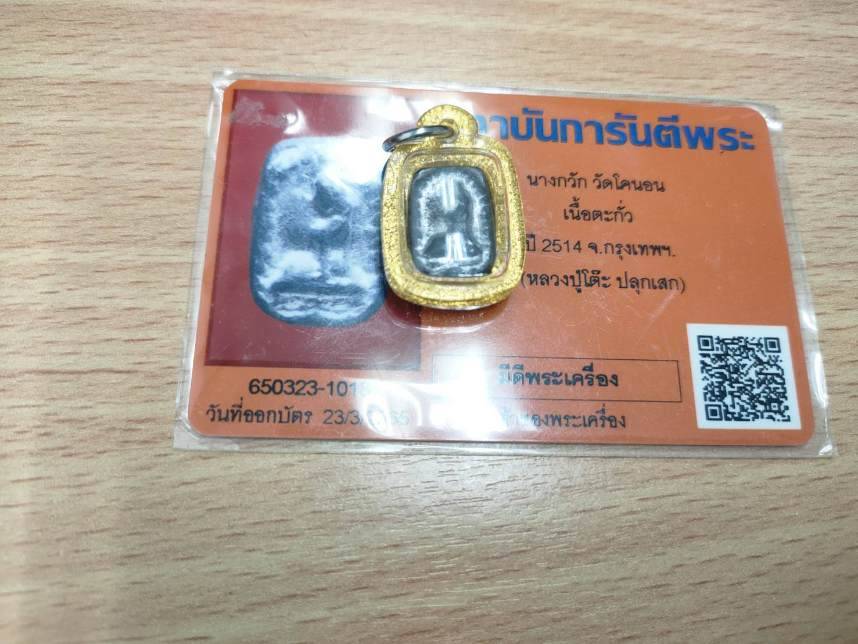 าบันการันตีพระ
นางกวัก วัดโคนอน
เนื้อตะกั่ว
ปี 2514 จ.กรุงเทพฯ.
(หลวงปู่โต๊ะ ปลุกเสก)
มีดีพระเครื่อง
องพระเครื่อง
650323-101
วันที่ออกบัตร 23/3/